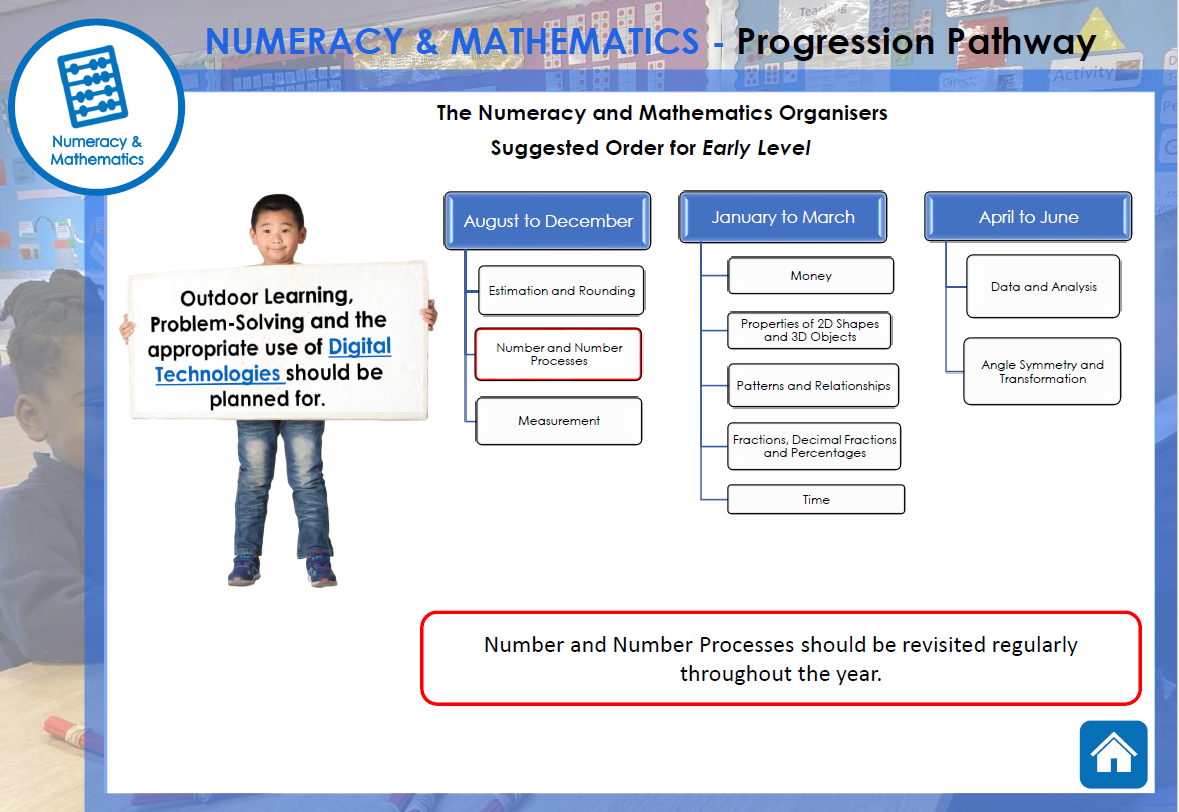 NUMERACY & MATHEMATICS - Progression Pathway
Numeracy &
Mathematics
The Numeracy and Mathematics Organisers
Suggested Order for Early Level
Outdoor Learning,
Problem-Solving and the
appropriate use of Digital
Technologies should be
planned for.
August to December
Estimation and Rounding
Number and Number
Processes
Measurement
January to March
Money
Properties of 2D Shapes
and 3D Objects
Patterns and Relationships
Fractions, Decimal Fractions
and Percentages
Time
April to June
Data and Analysis
Angle Symmetry and
Transformation
Number and Number Processes should be revisited regularly
throughout the year.
Activity